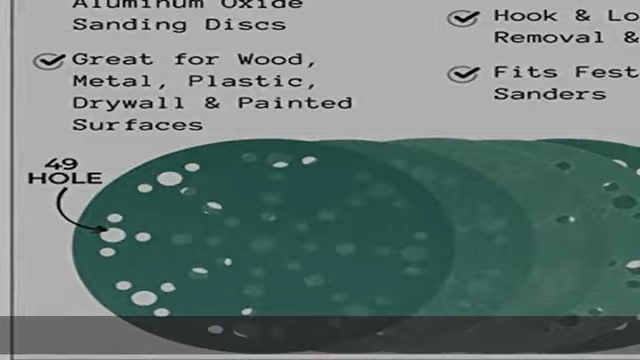 Aluminum Oxide
Sanding Discs
Great for Wood,
Metal, Plastic,
Drywall & Painted
Surfaces
Hook & Lo
Removal &
Fits Fest
Sanders
49
HOLE